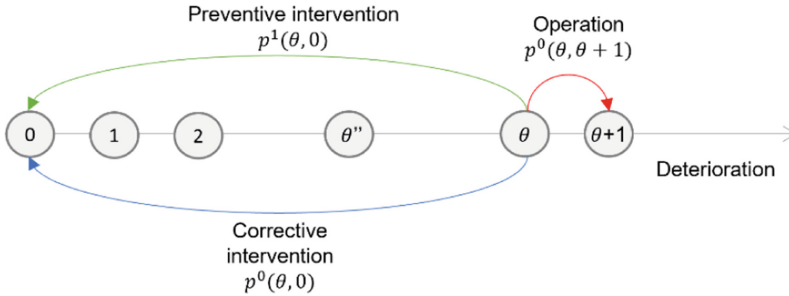 Preventive intervention
p¹(θ, 0)
Operation
p⁰(θ, θ + 1)
0
1
2
θ”
θ
θ+1
Deterioration
Corrective
intervention
p⁰(θ, 0)